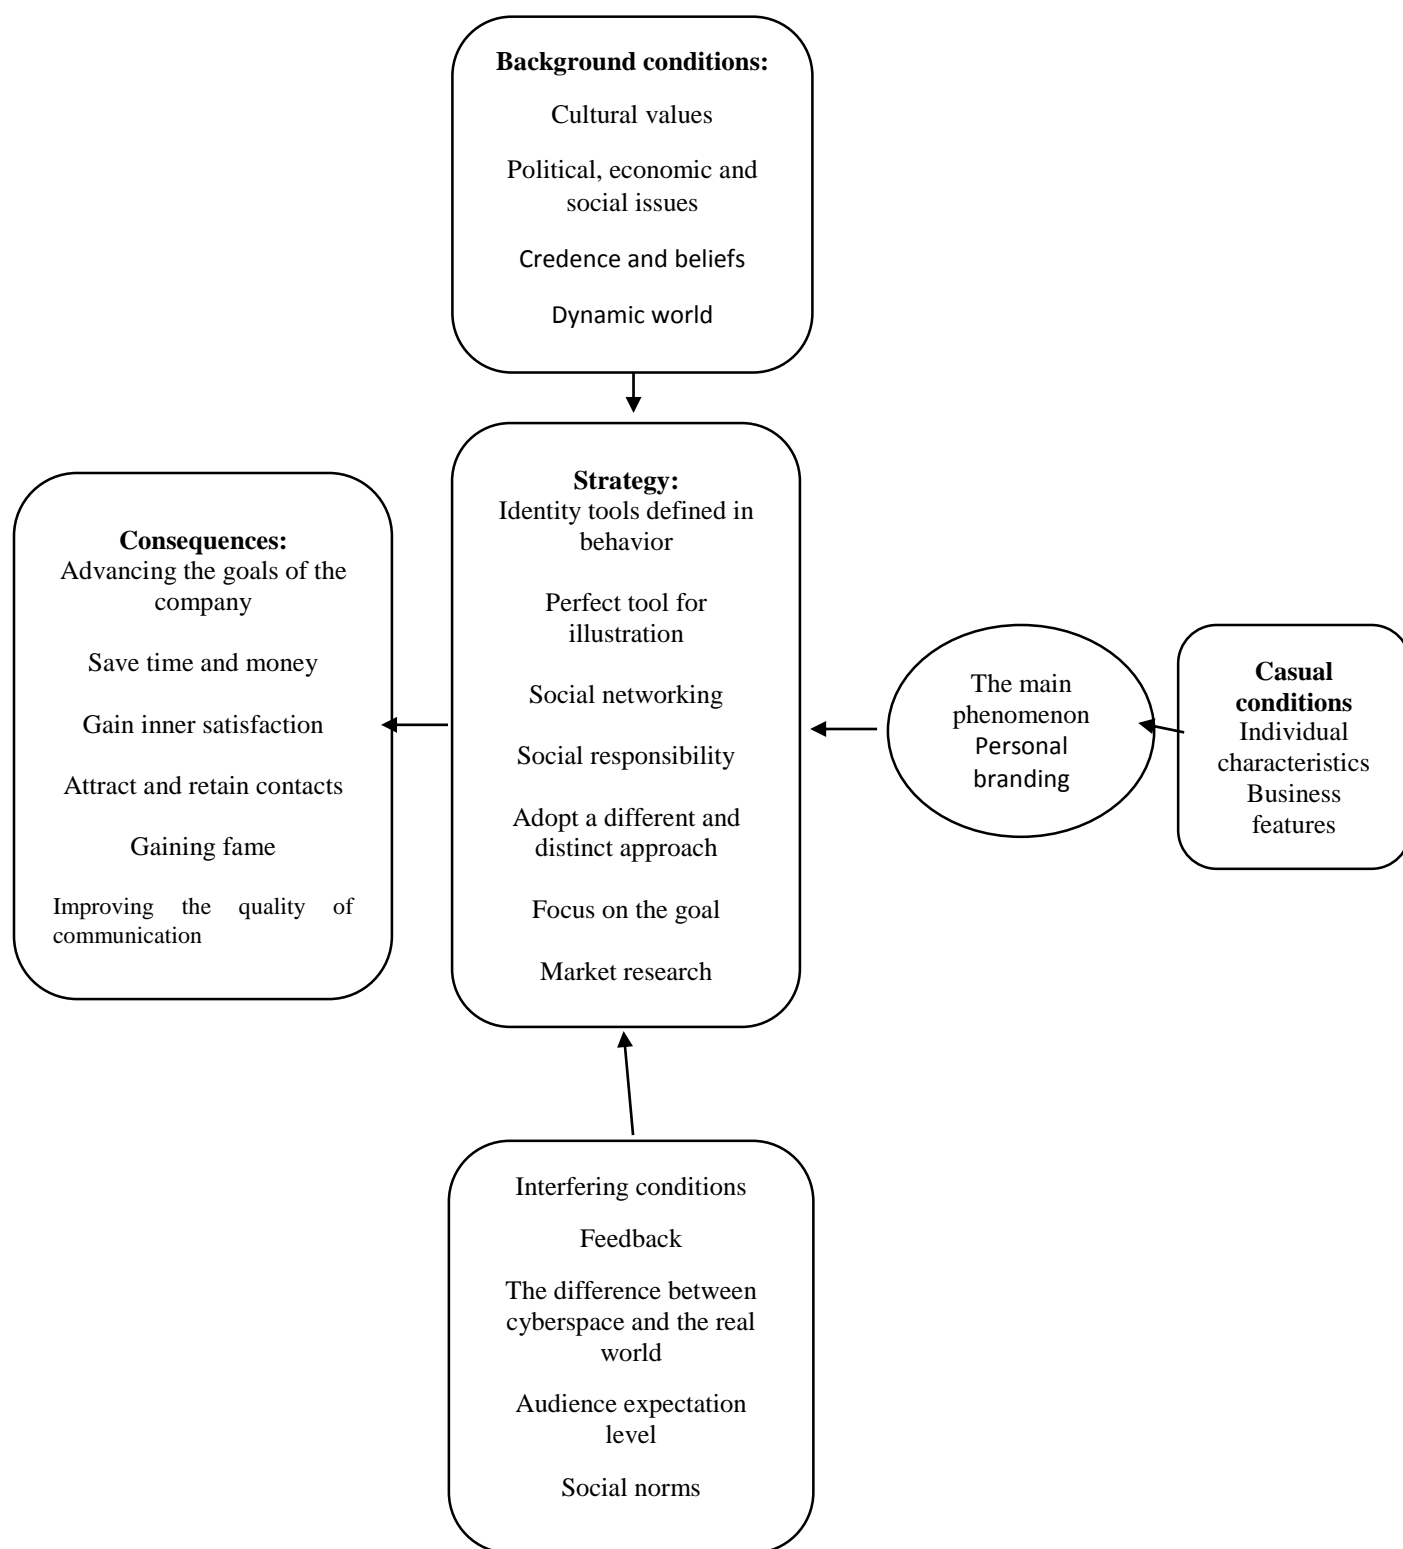 Background conditions:
Cultural values
Political, economic and
social issues
Credence and beliefs
Dynamic world
Consequences:
Advancing the goals of the
company
Save time and money
Gain inner satisfaction
Attract and retain contacts
Gaining fame
Improving the quality of
communication
Strategy:
Identity tools defined in
behavior
Perfect tool for
illustration
Social networking
Social responsibility
Adopt a different and
distinct approach
Focus on the goal
Market research
The main
phenomenon
Personal
branding
Casual
conditions
Individual
characteristics
Business
features
Interfering conditions
Feedback
The difference between
cyberspace and the real
world
Audience expectation
level
Social norms